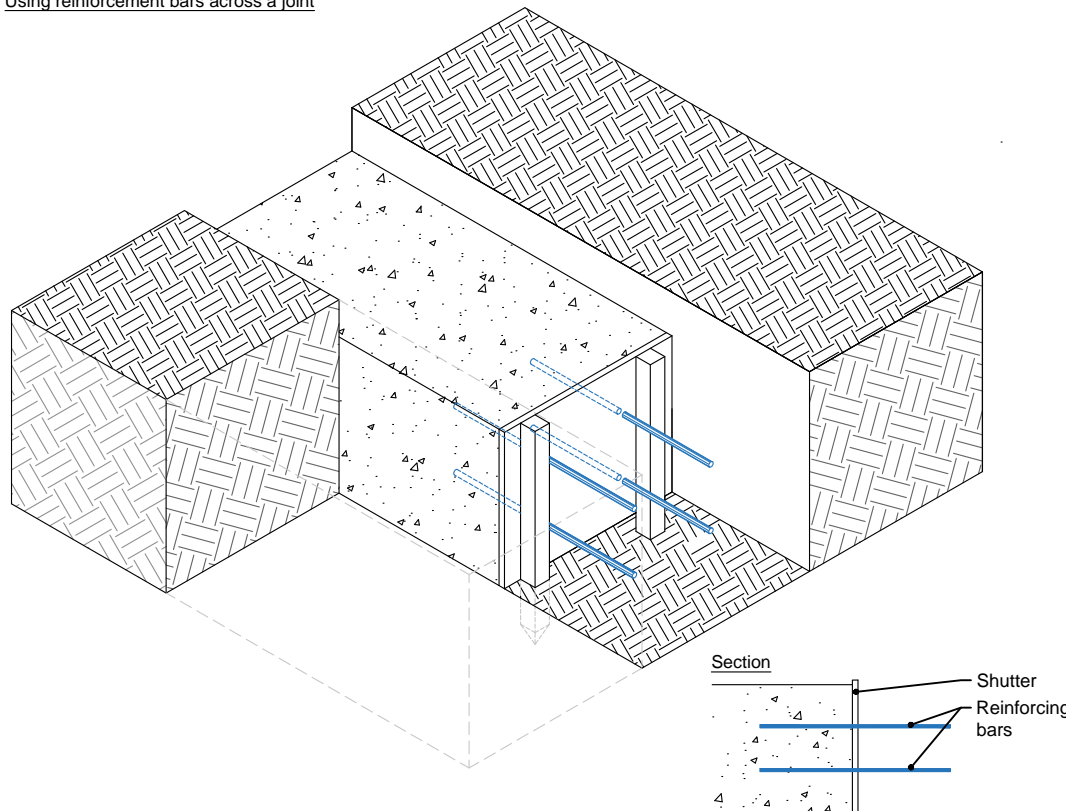 Using reinforcement bars across a joint
Section
Shutter
Reinforcing
bars